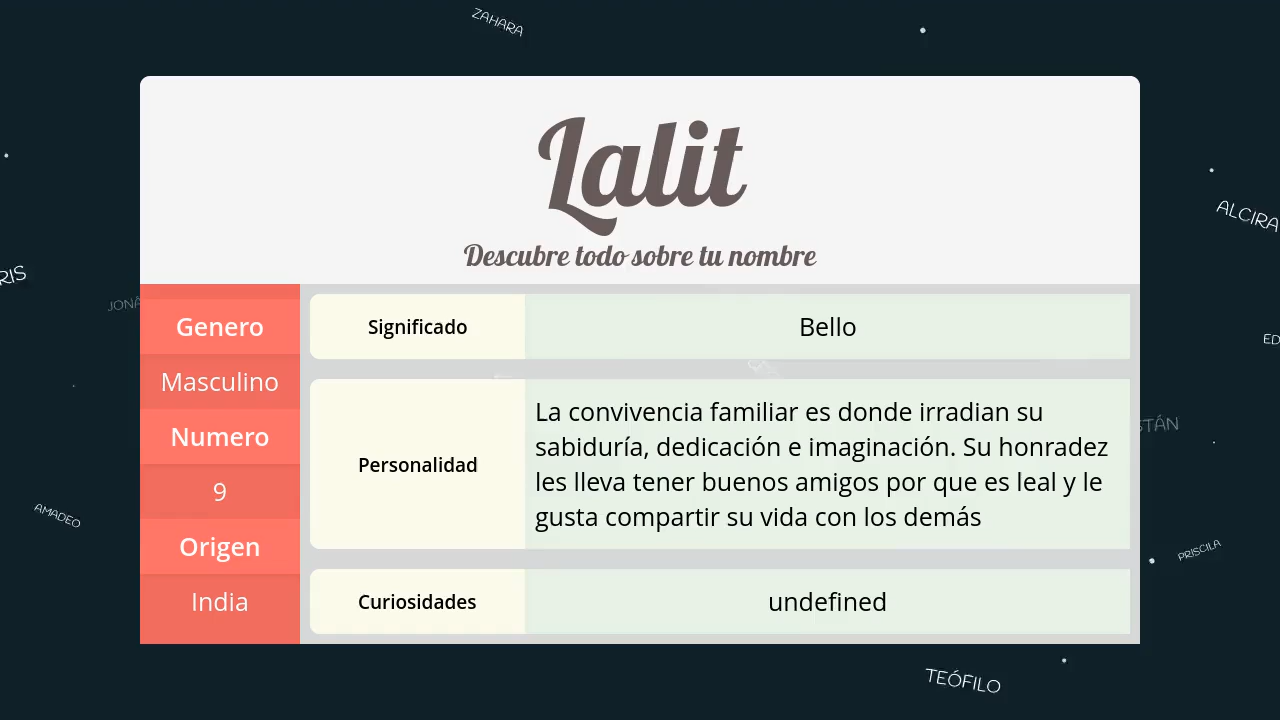 ZAHARA
Lalit
ALCIRA
Descubre todo sobre tu nombre
RIS
JONÁ
Genero
Significado
Bello
ED
Masculino
Numero
9
Origen
India
Personalidad
La convivencia familiar es donde irradian su
sabiduría, dedicación e imaginación. Su honradez
les lleva tener buenos amigos por que es leal y le
gusta compartir su vida con los demás
STÁN
AMADEO
PRISCILA
Curiosidades
undefined
TEÓFILO